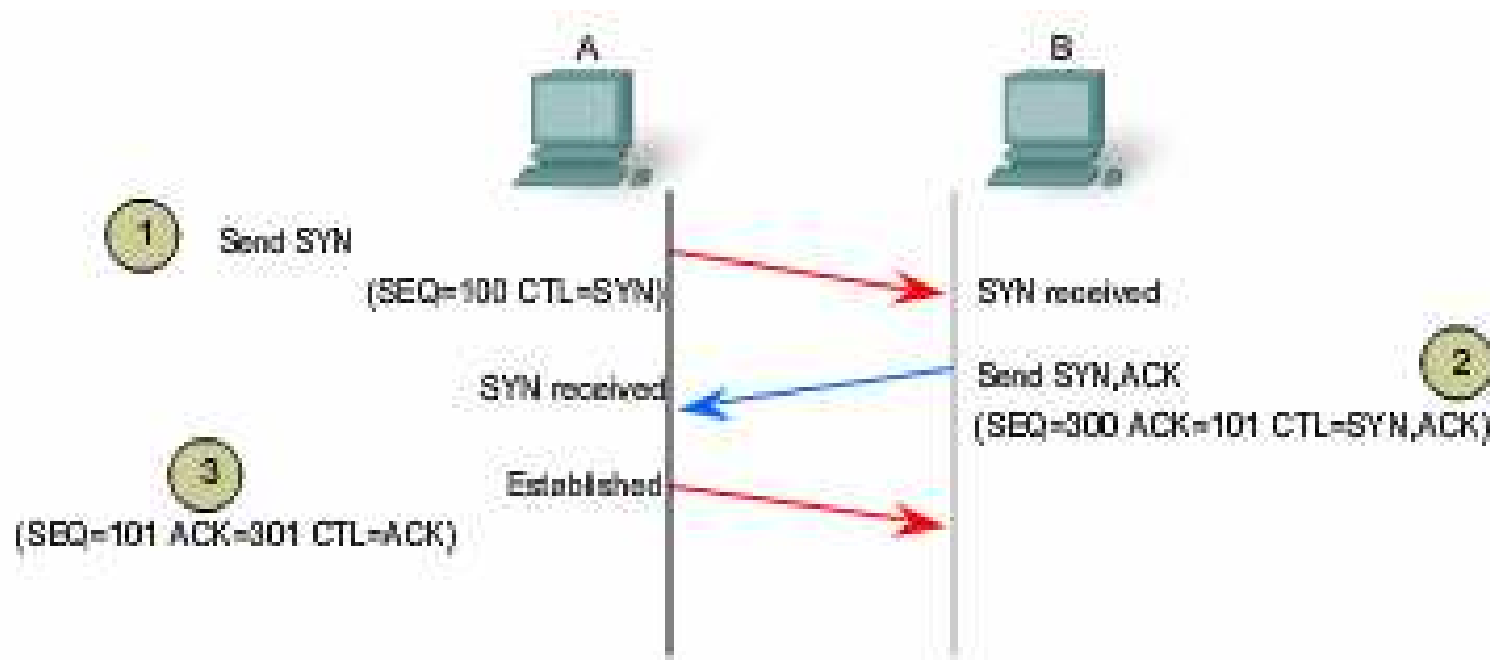 A
B
1
Send SYN
(SEQ=100 CTL=SYN)
SYN received
Send SYN,ACK
2
(SEQ=300 ACK=101 CTL=SYN,ACK)
SYN received
3
Established
(SEQ=101 ACK=301 CTL=ACK)